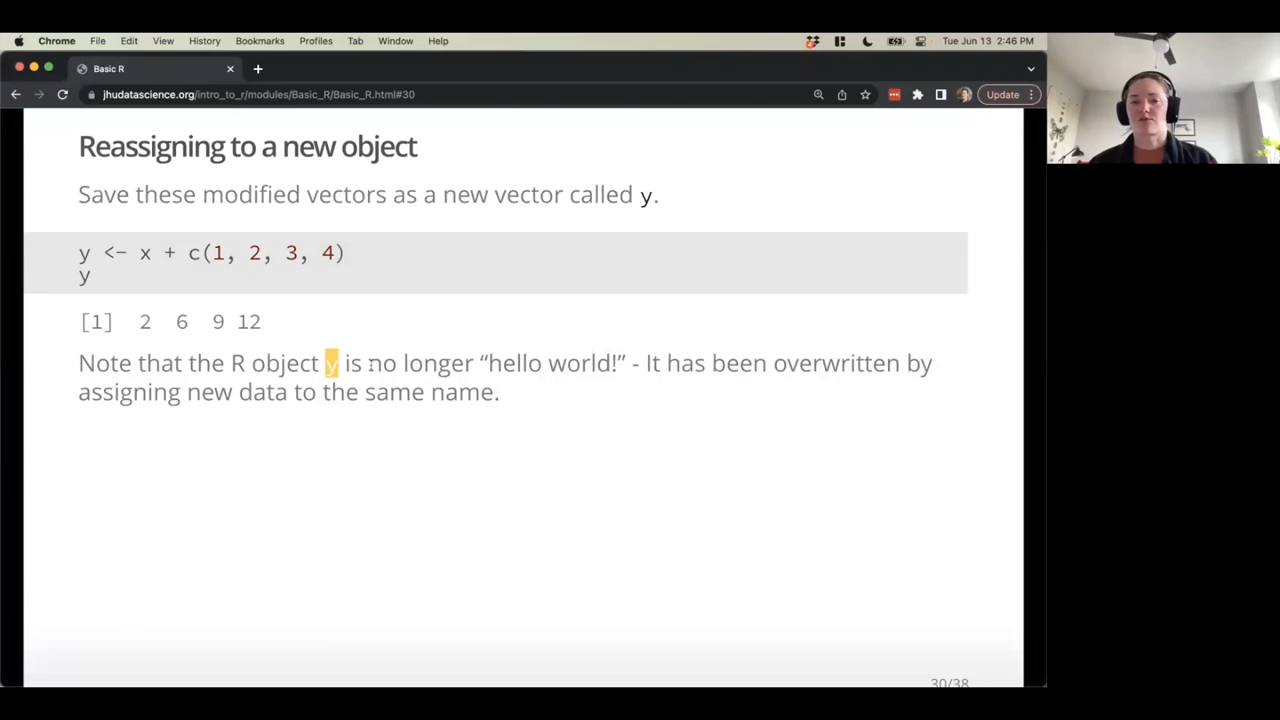 Chrome File Edit View History Bookmarks Profiles Tab Window Help Tue Jun 13 2:46 PM
Basic R
jhudatascience.org/intro_to_r/modules/Basic_R/Basic_R.html#30 Update
Reassigning to a new object
Save these modified vectors as a new vector called y.
y <- x + c(1, 2, 3, 4)
y
[1] 2 6 9 12
Note that the R object y is no longer “hello world!” - It has been overwritten by
assigning new data to the same name.
30/38